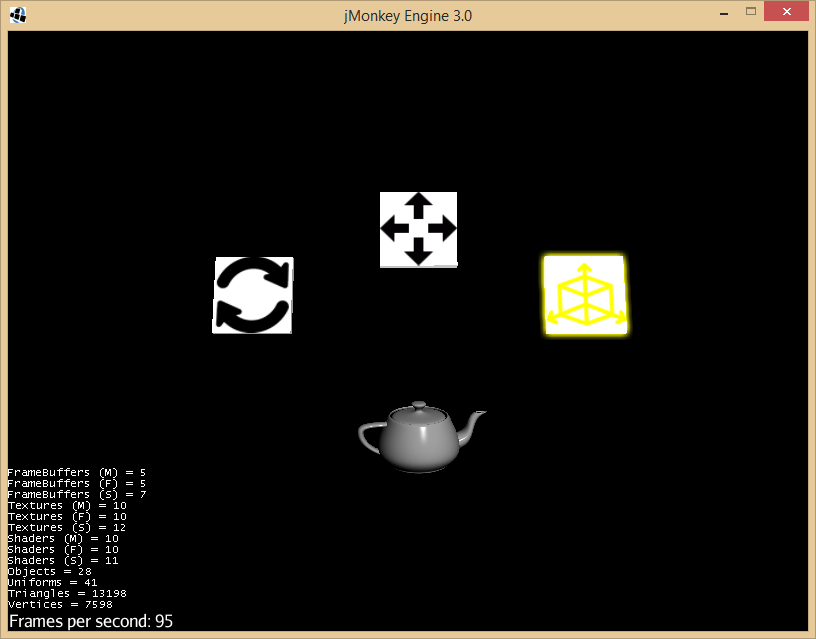 jMonkey Engine 3.0
FrameBuffers (M) = 5
FrameBuffers (F) = 5
FrameBuffers (S) = 7
Textures (M) = 10
Textures (F) = 10
Textures (S) = 12
Shaders (M) = 10
Shaders (F) = 10
Shaders (S) = 11
Objects = 28
Uniforms = 41
Triangles = 13198
Vertices = 7598
Frames per second: 95